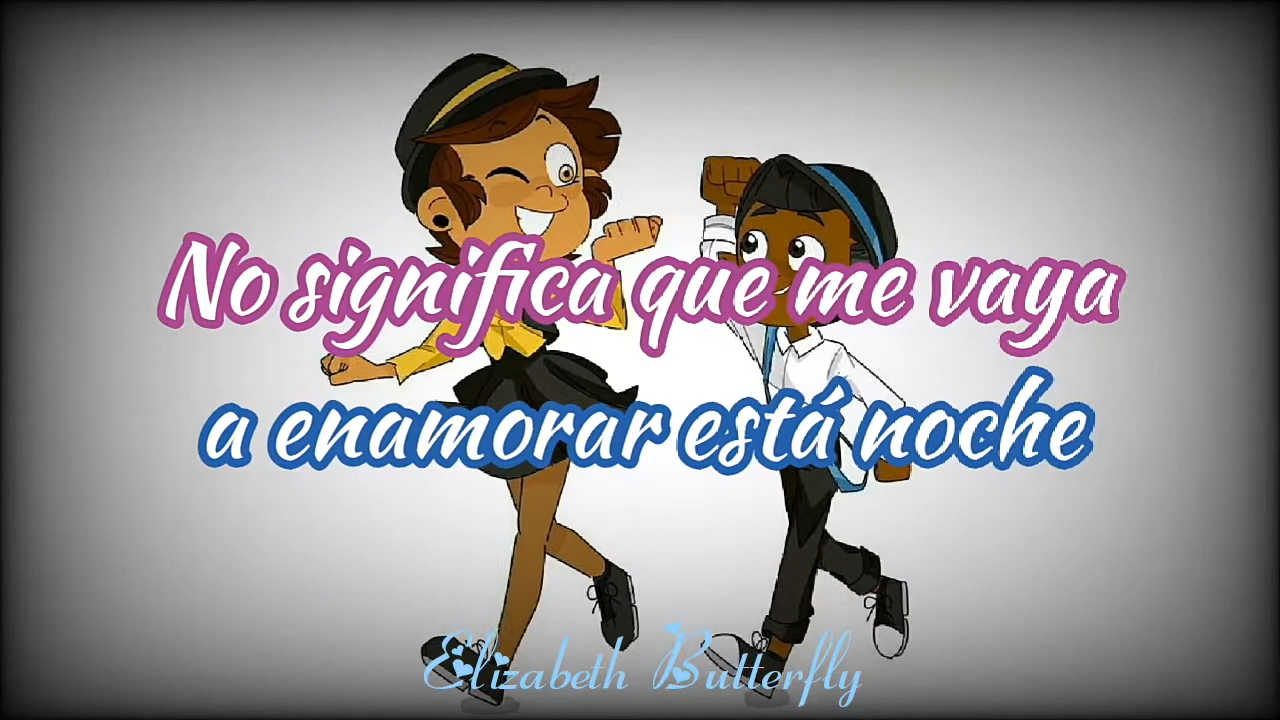 No significa que me vaya
a enamorar está noche
Elizabeth Butterfly